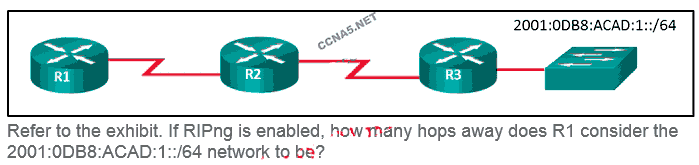 CCNA5.NET
2001:0DB8:ACAD:1::/64
R1
R2
R3
Refer to the exhibit. If RIPng is enabled, how many hops away does R1 consider the
2001:0DB8:ACAD:1::/64 network to be?